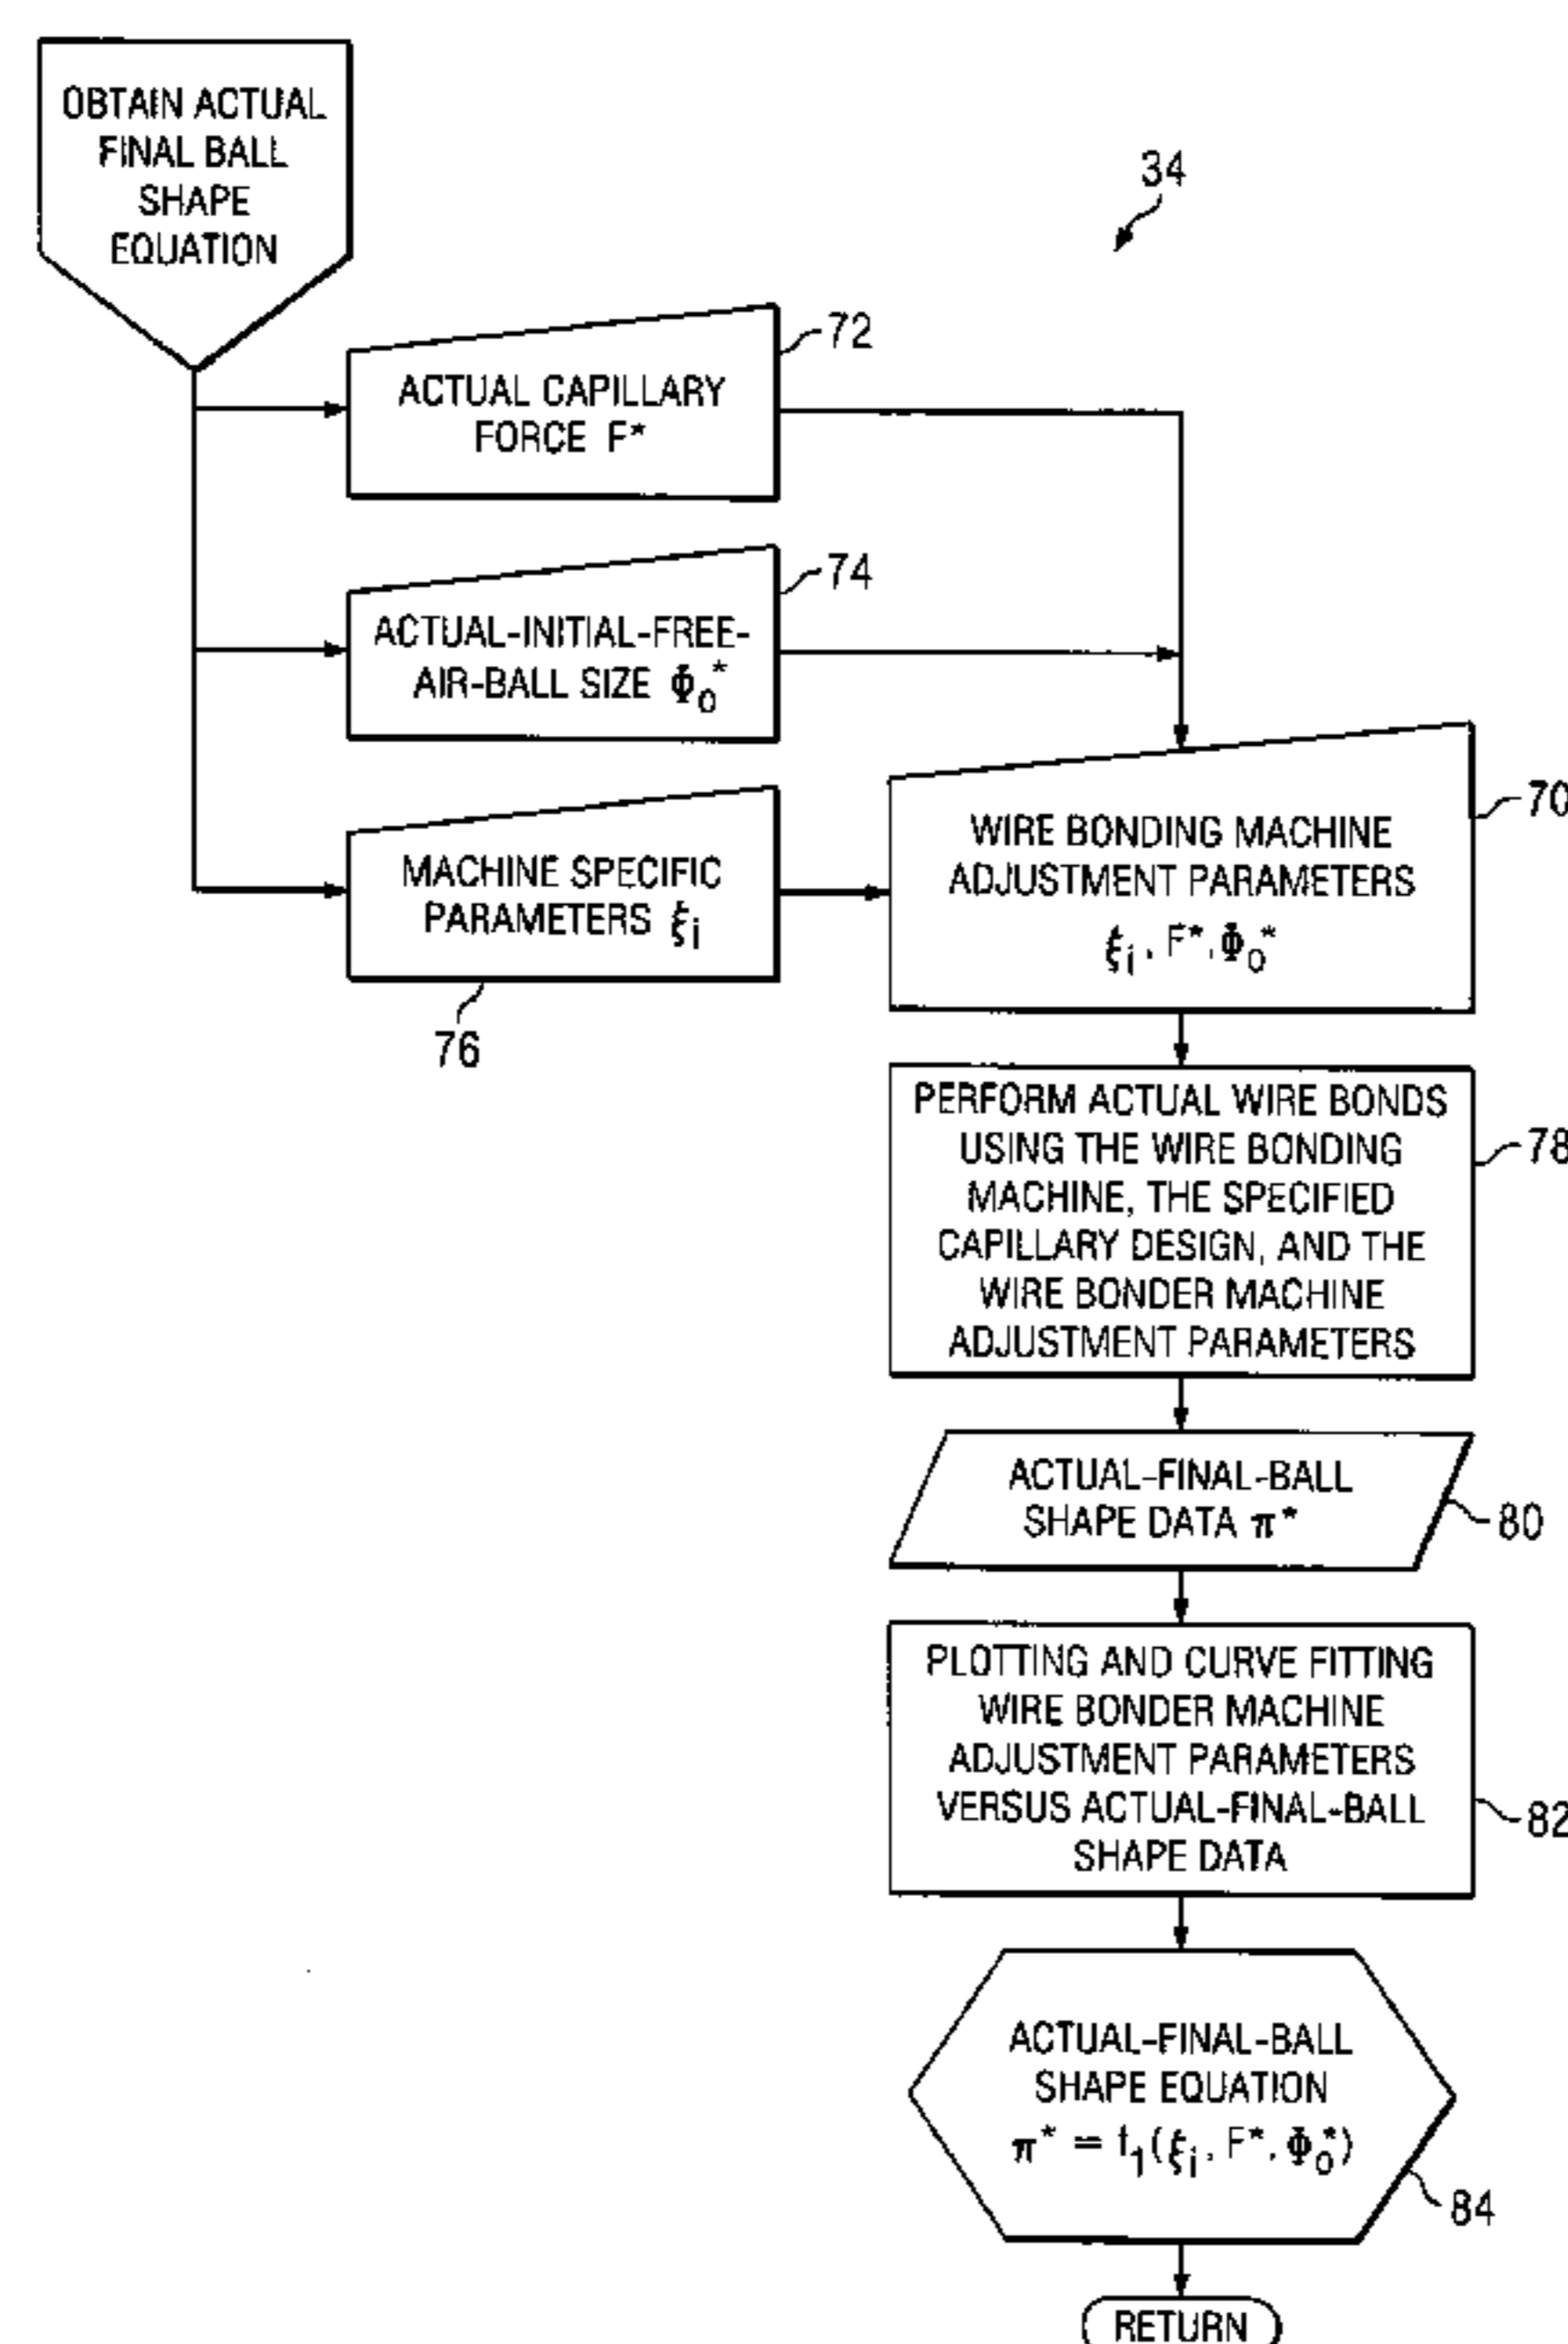 OBTAIN ACTUAL
FINAL BALL
SHAPE
EQUATION
34
72
ACTUAL CAPILLARY
FORCE F*
74
ACTUAL-INITIAL-FREE-
AIR-BALL SIZE Φo*
MACHINE SPECIFIC
PARAMETERS ξi
76
70
WIRE BONDING MACHINE
ADJUSTMENT PARAMETERS
ξi, F*, Φo*
PERFORM ACTUAL WIRE BONDS
USING THE WIRE BONDING
MACHINE, THE SPECIFIED
CAPILLARY DESIGN, AND THE
WIRE BONDER MACHINE
ADJUSTMENT PARAMETERS
78
ACTUAL-FINAL-BALL
SHAPE DATA π*
80
PLOTTING AND CURVE FITTING
WIRE BONDER MACHINE
ADJUSTMENT PARAMETERS
VERSUS ACTUAL-FINAL-BALL
SHAPE DATA
82
ACTUAL-FINAL-BALL
SHAPE EQUATION
π* = f1(ξi, F*, Φo*)
84
RETURN